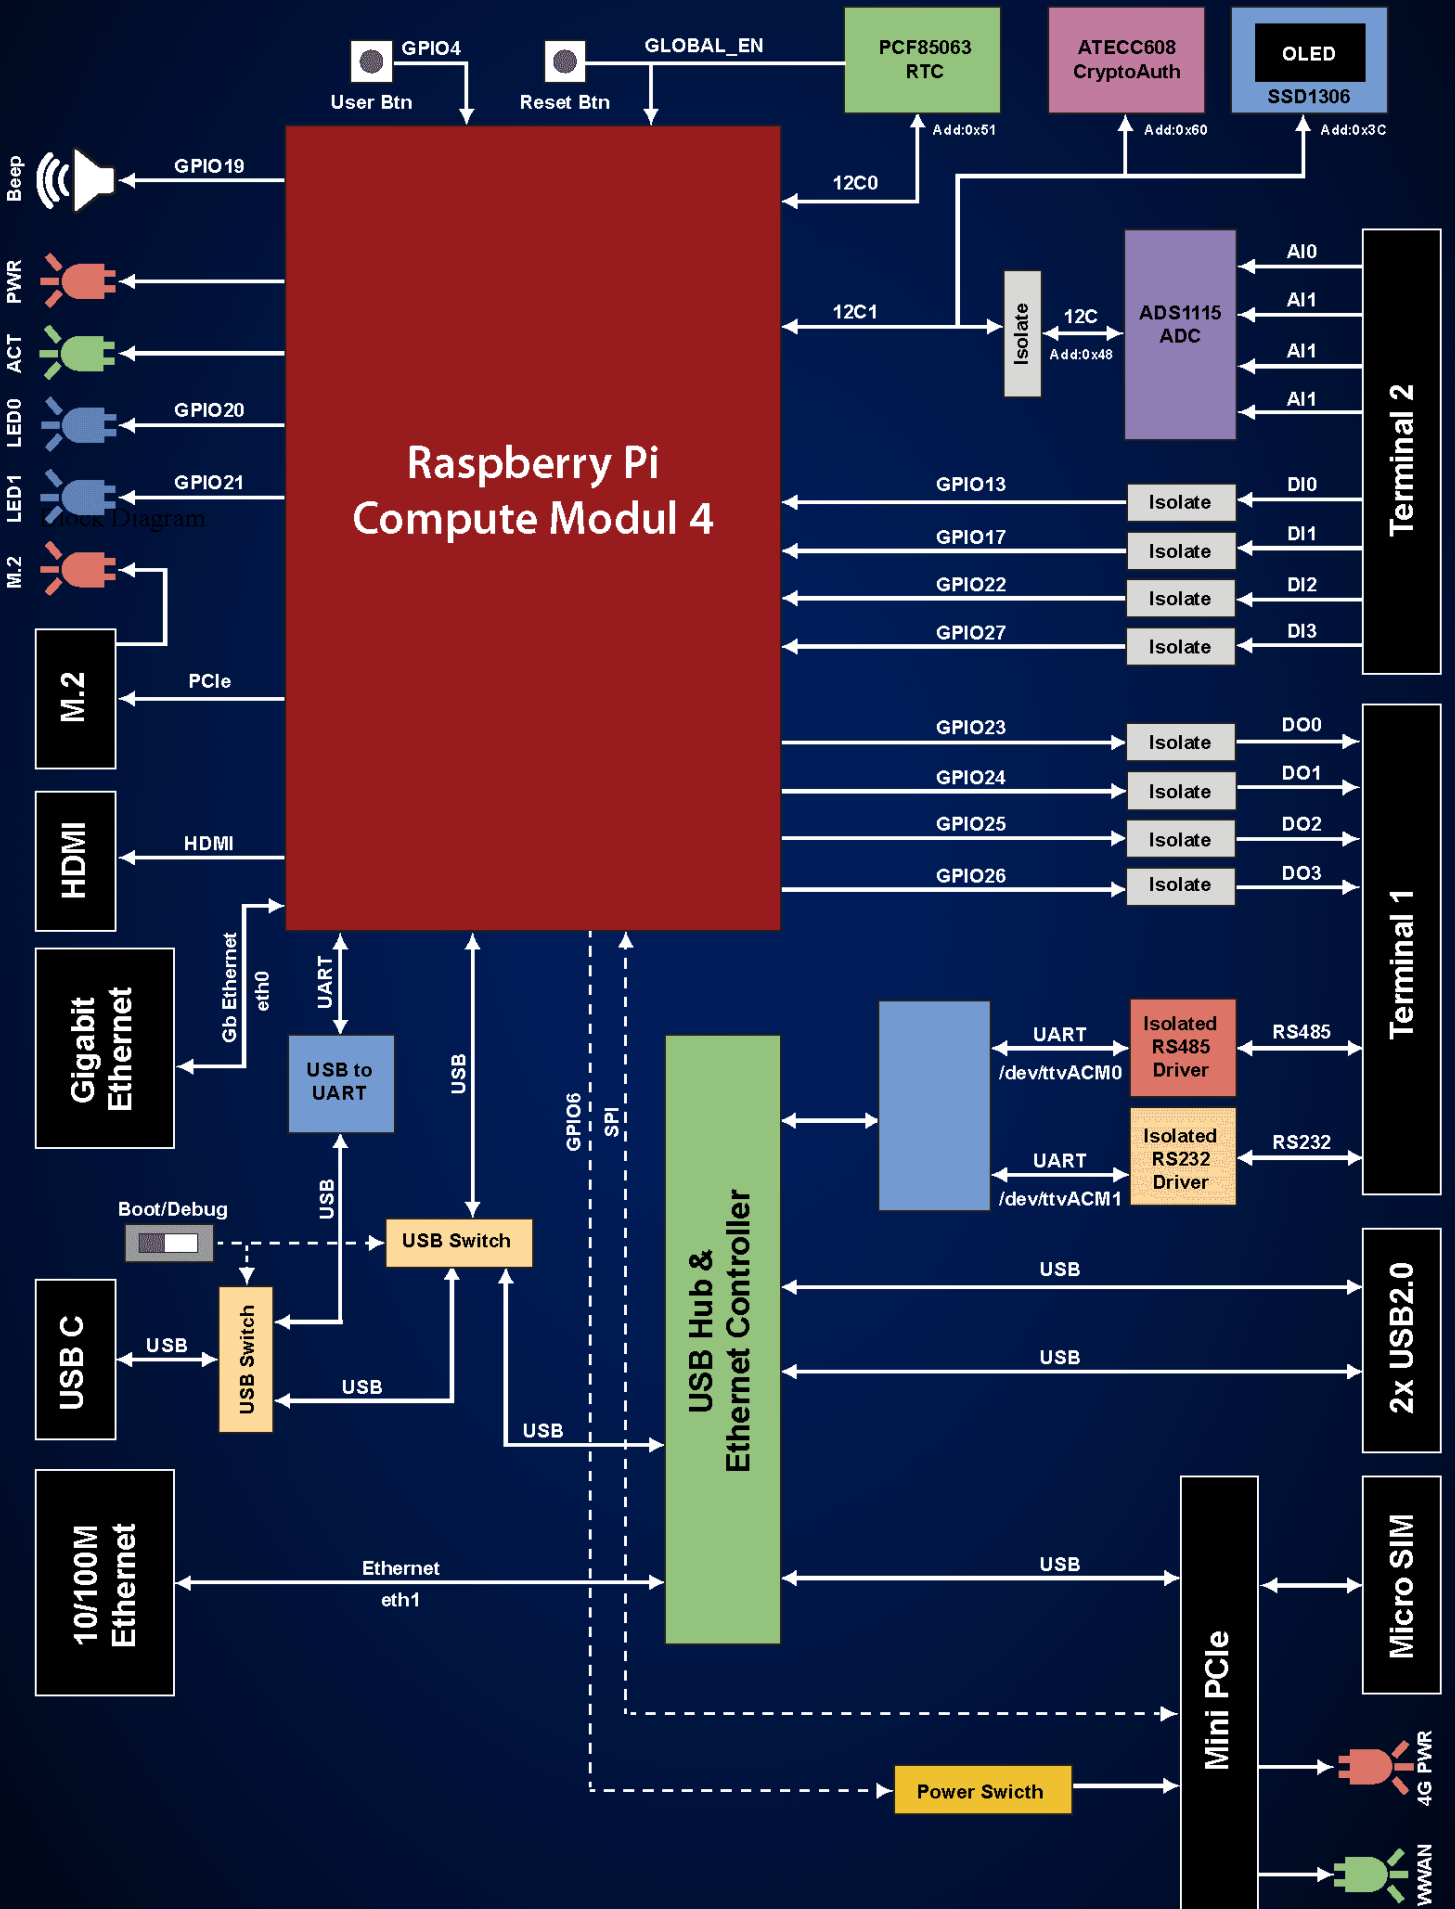 GPIO4
User Btn
GLOBAL_EN
Reset Btn
PCF85063
RTC
Add:0x51
ATECC608
CryptoAuth
Add:0x60
OLED
SSD1306
Add:0x3C
Beep
GPIO19
PWR
ACT
LED0
GPIO20
LED1
GPIO21
Block Diagram
M.2
M.2
PCIe
HDMI
HDMI
Gigabit
Ethernet
Gb Ethernet
eth0
Raspberry Pi
Compute Modul 4
12C0
12C1
Isolate
12C
Add:0x48
ADS1115
ADC
AI0
AI1
AI1
AI1
Terminal 2
GPIO13
Isolate
DI0
GPIO17
Isolate
DI1
GPIO22
Isolate
DI2
GPIO27
Isolate
DI3
GPIO23
Isolate
DO0
GPIO24
Isolate
DO1
GPIO25
Isolate
DO2
GPIO26
Isolate
DO3
Terminal 1
UART
USB to
UART
USB
USB
GPIO6
SPI
UART
/dev/ttvACM0
Isolated
RS485
Driver
RS485
UART
/dev/ttvACM1
Isolated
RS232
Driver
RS232
Boot/Debug
USB Switch
USB C
USB
USB Switch
USB
USB
USB Hub &
Ethernet Controller
USB
USB
2x USB2.0
10/100M
Ethernet
Ethernet
eth1
USB
Mini PCIe
Micro SIM
Power Swicth
4G PWR
WWAN